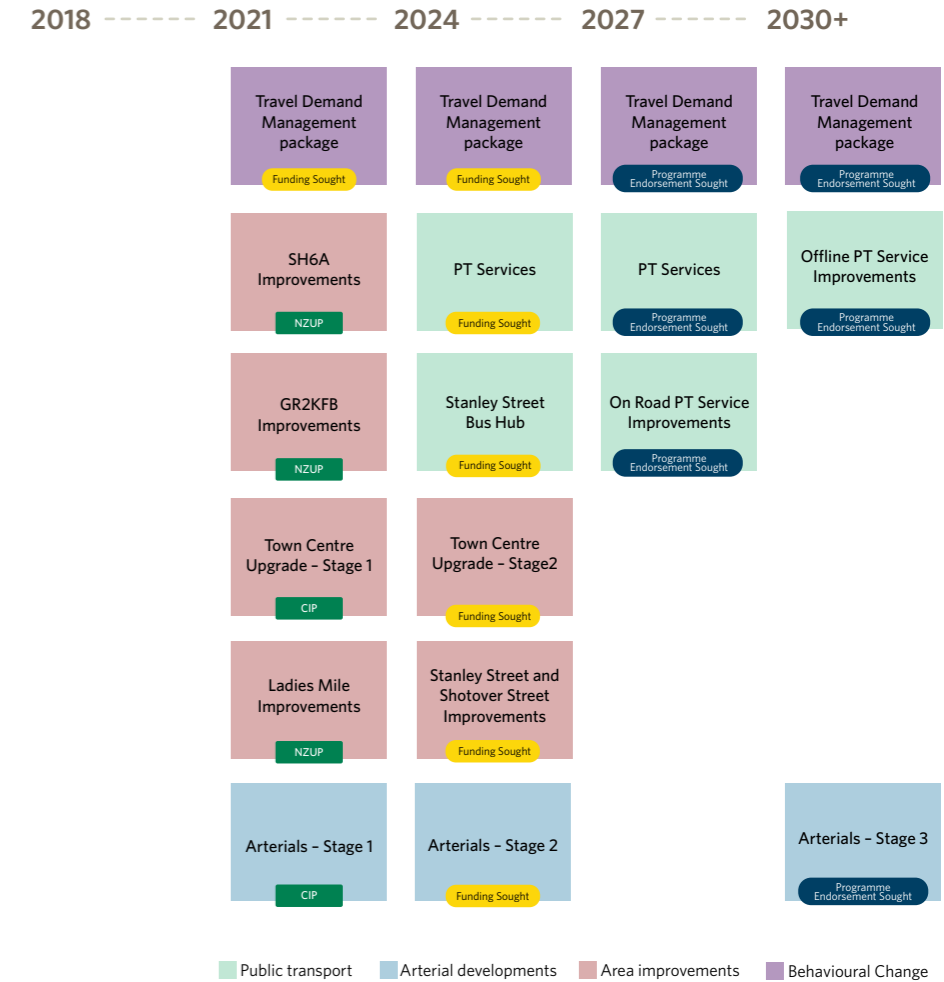 2018 2021 2024 2027 2030+
Travel Demand
Management
package
Funding Sought
Travel Demand
Management
package
Funding Sought
Travel Demand
Management
package
Programme
Endorsement Sought
Travel Demand
Management
package
Programme
Endorsement Sought
SH6A
Improvements
NZUP
PT Services
Funding Sought
PT Services
Programme
Endorsement Sought
Offline PT Service
Improvements
Programme
Endorsement Sought
GR2KFB
Improvements
NZUP
Stanley Street
Bus Hub
Funding Sought
On Road PT Service
Improvements
Programme
Endorsement Sought
Town Centre
Upgrade – Stage 1
CIP
Town Centre
Upgrade – Stage2
Funding Sought
Ladies Mile
Improvements
NZUP
Stanley Street and
Shotover Street
Improvements
Funding Sought
Arterials – Stage 1
CIP
Arterials – Stage 2
Funding Sought
Arterials – Stage 3
Programme
Endorsement Sought
Public transport Arterial developments Area improvements Behavioural Change